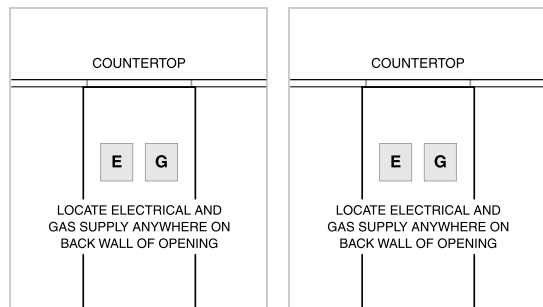 COUNTERTOP
E G
LOCATE ELECTRICAL AND
GAS SUPPLY ANYWHERE ON
BACK WALL OF OPENING
COUNTERTOP
E G
LOCATE ELECTRICAL AND
GAS SUPPLY ANYWHERE ON
BACK WALL OF OPENING